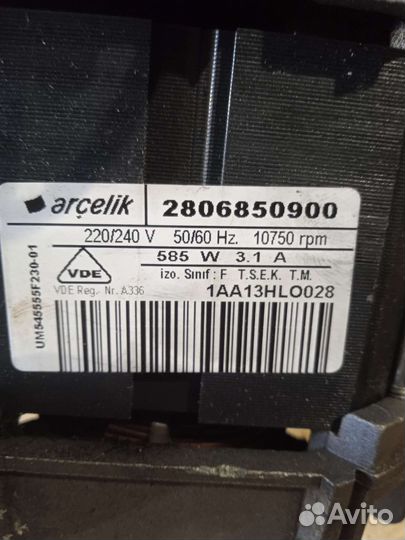 arçelik 2806850900
220/240 V 50/60 Hz. 10750 rpm
585 W 3.1 A
VDE
izo. Sınıf : F T.S.E.K. T.M.
VDE Reg. Nr. A336
1AA13HLO028
UM545555F230-01
Avito